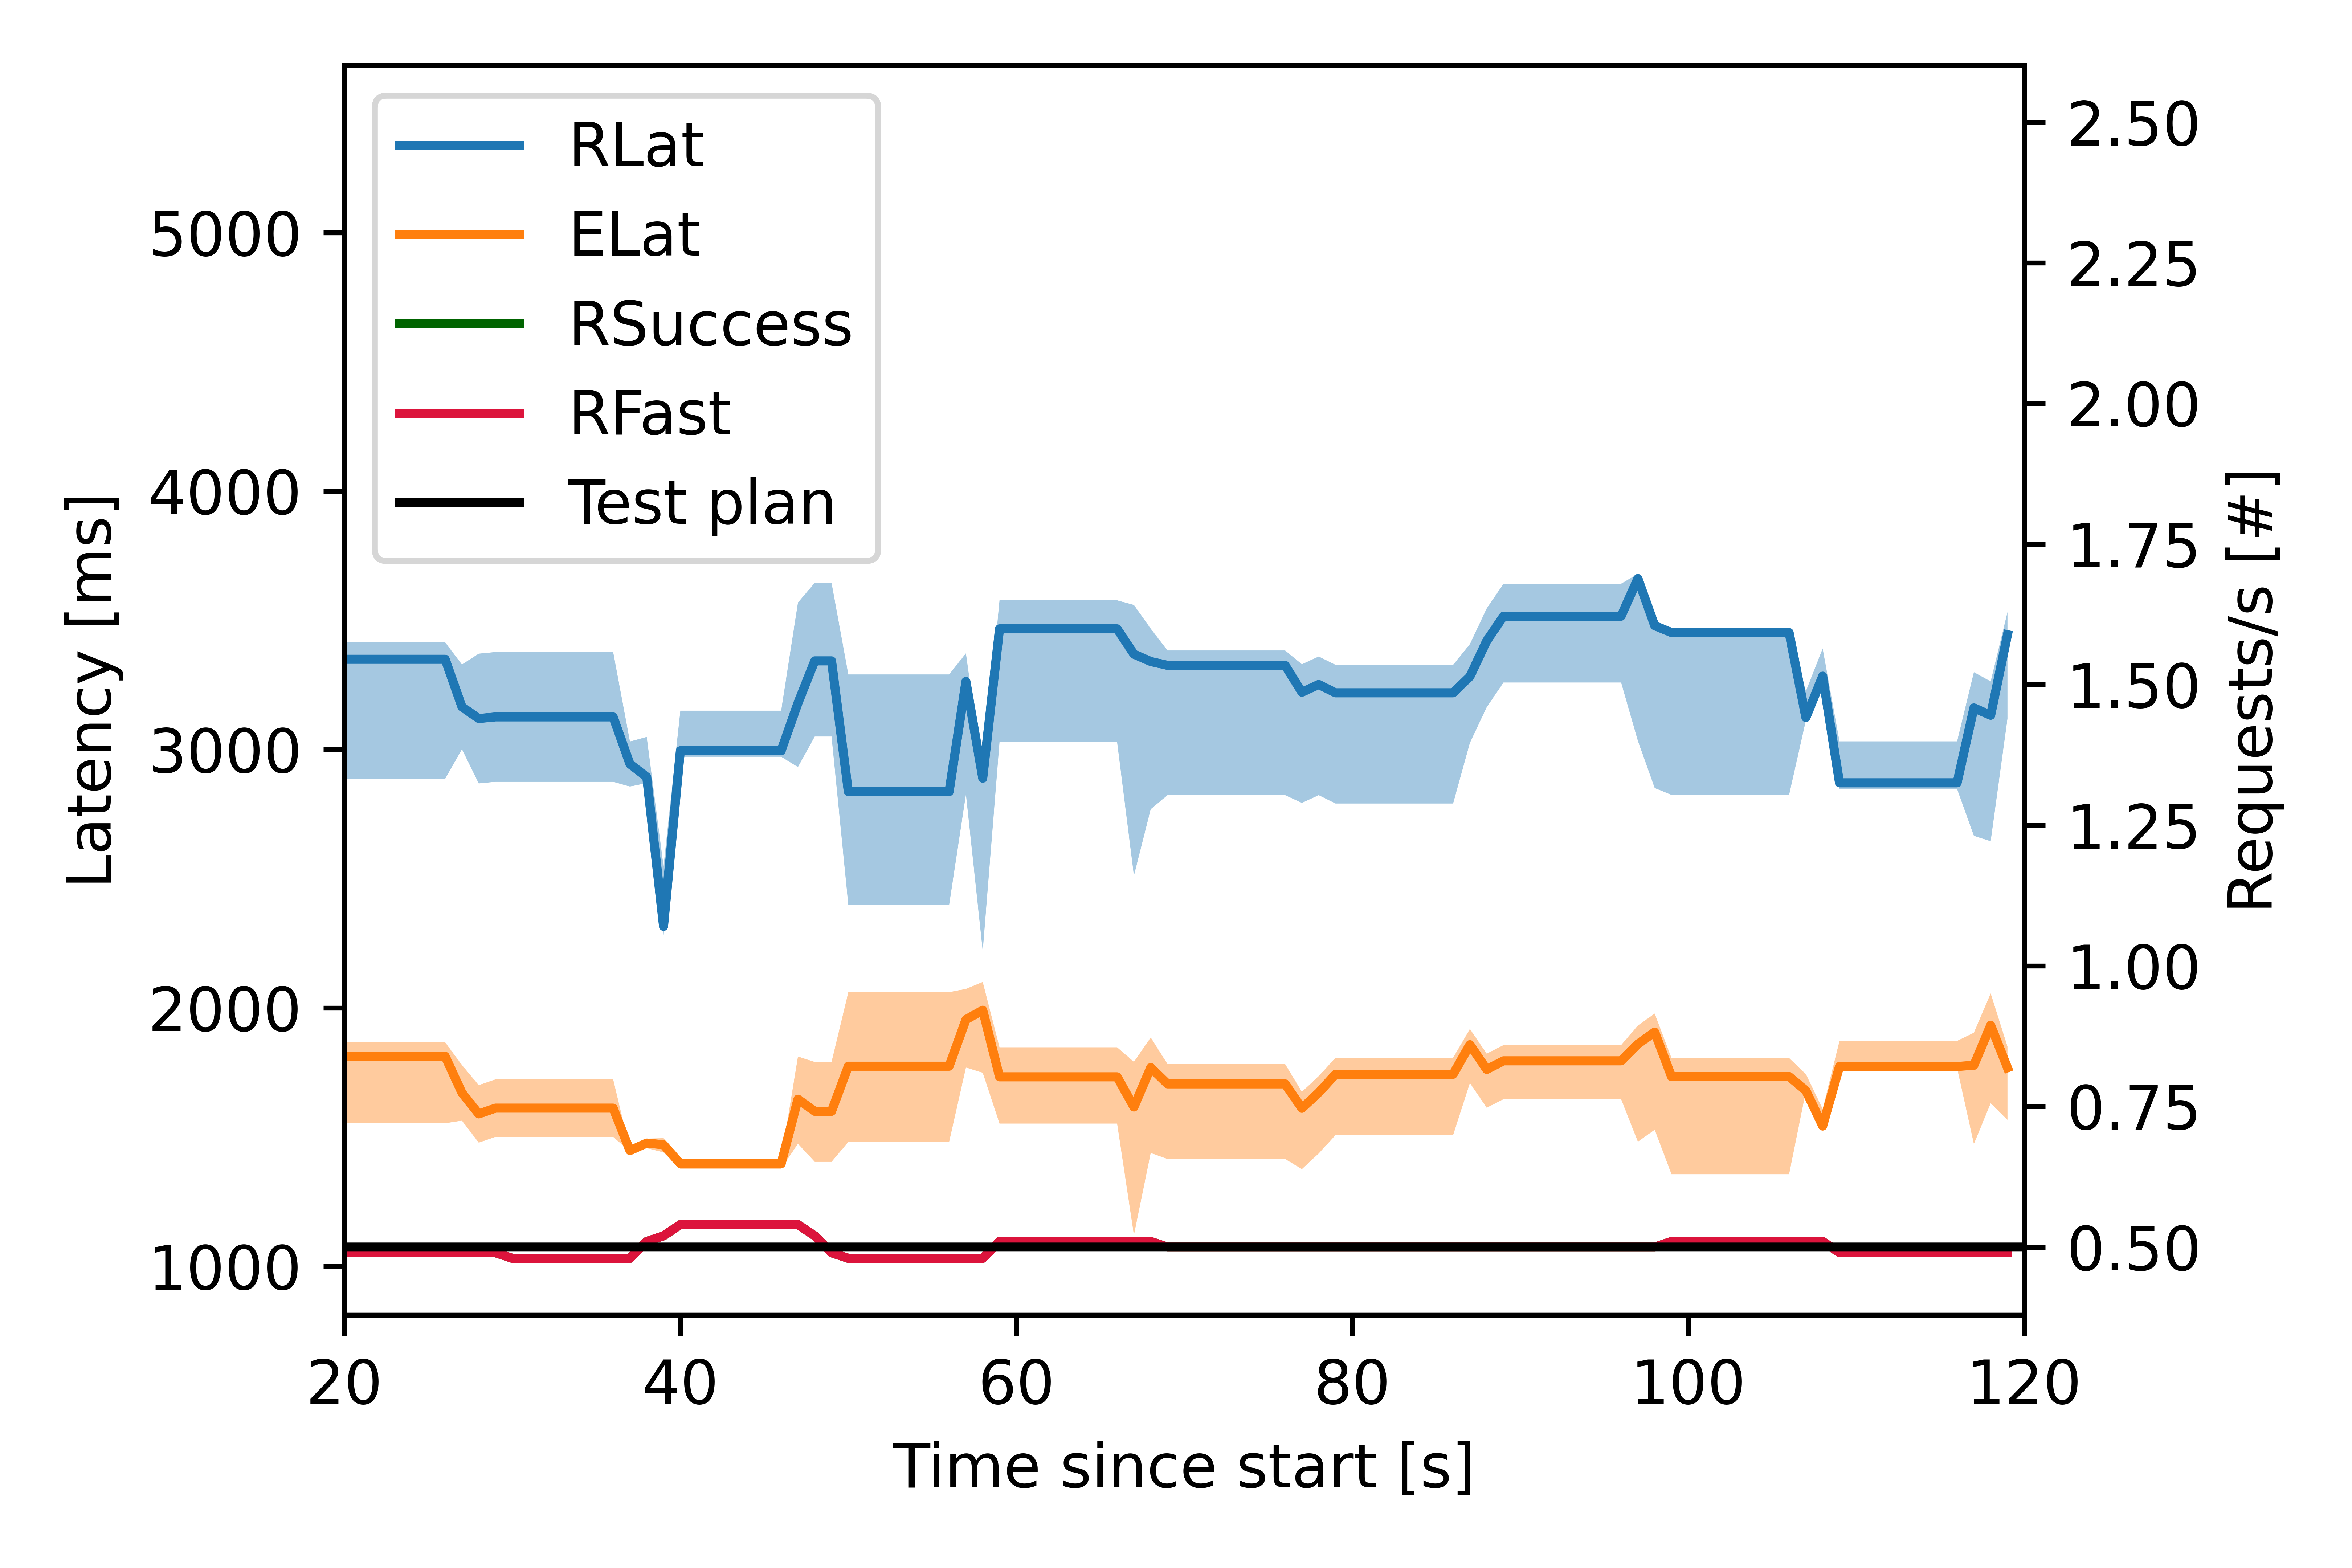 RLat
ELat
RSuccess
RFast
Test plan
Latency [ms]
5000
4000
3000
2000
1000
2.50
2.25
2.00
1.75
1.50
1.25
1.00
0.75
0.50
Requests/s [#]
20 40 60 80 100 120
Time since start [s]